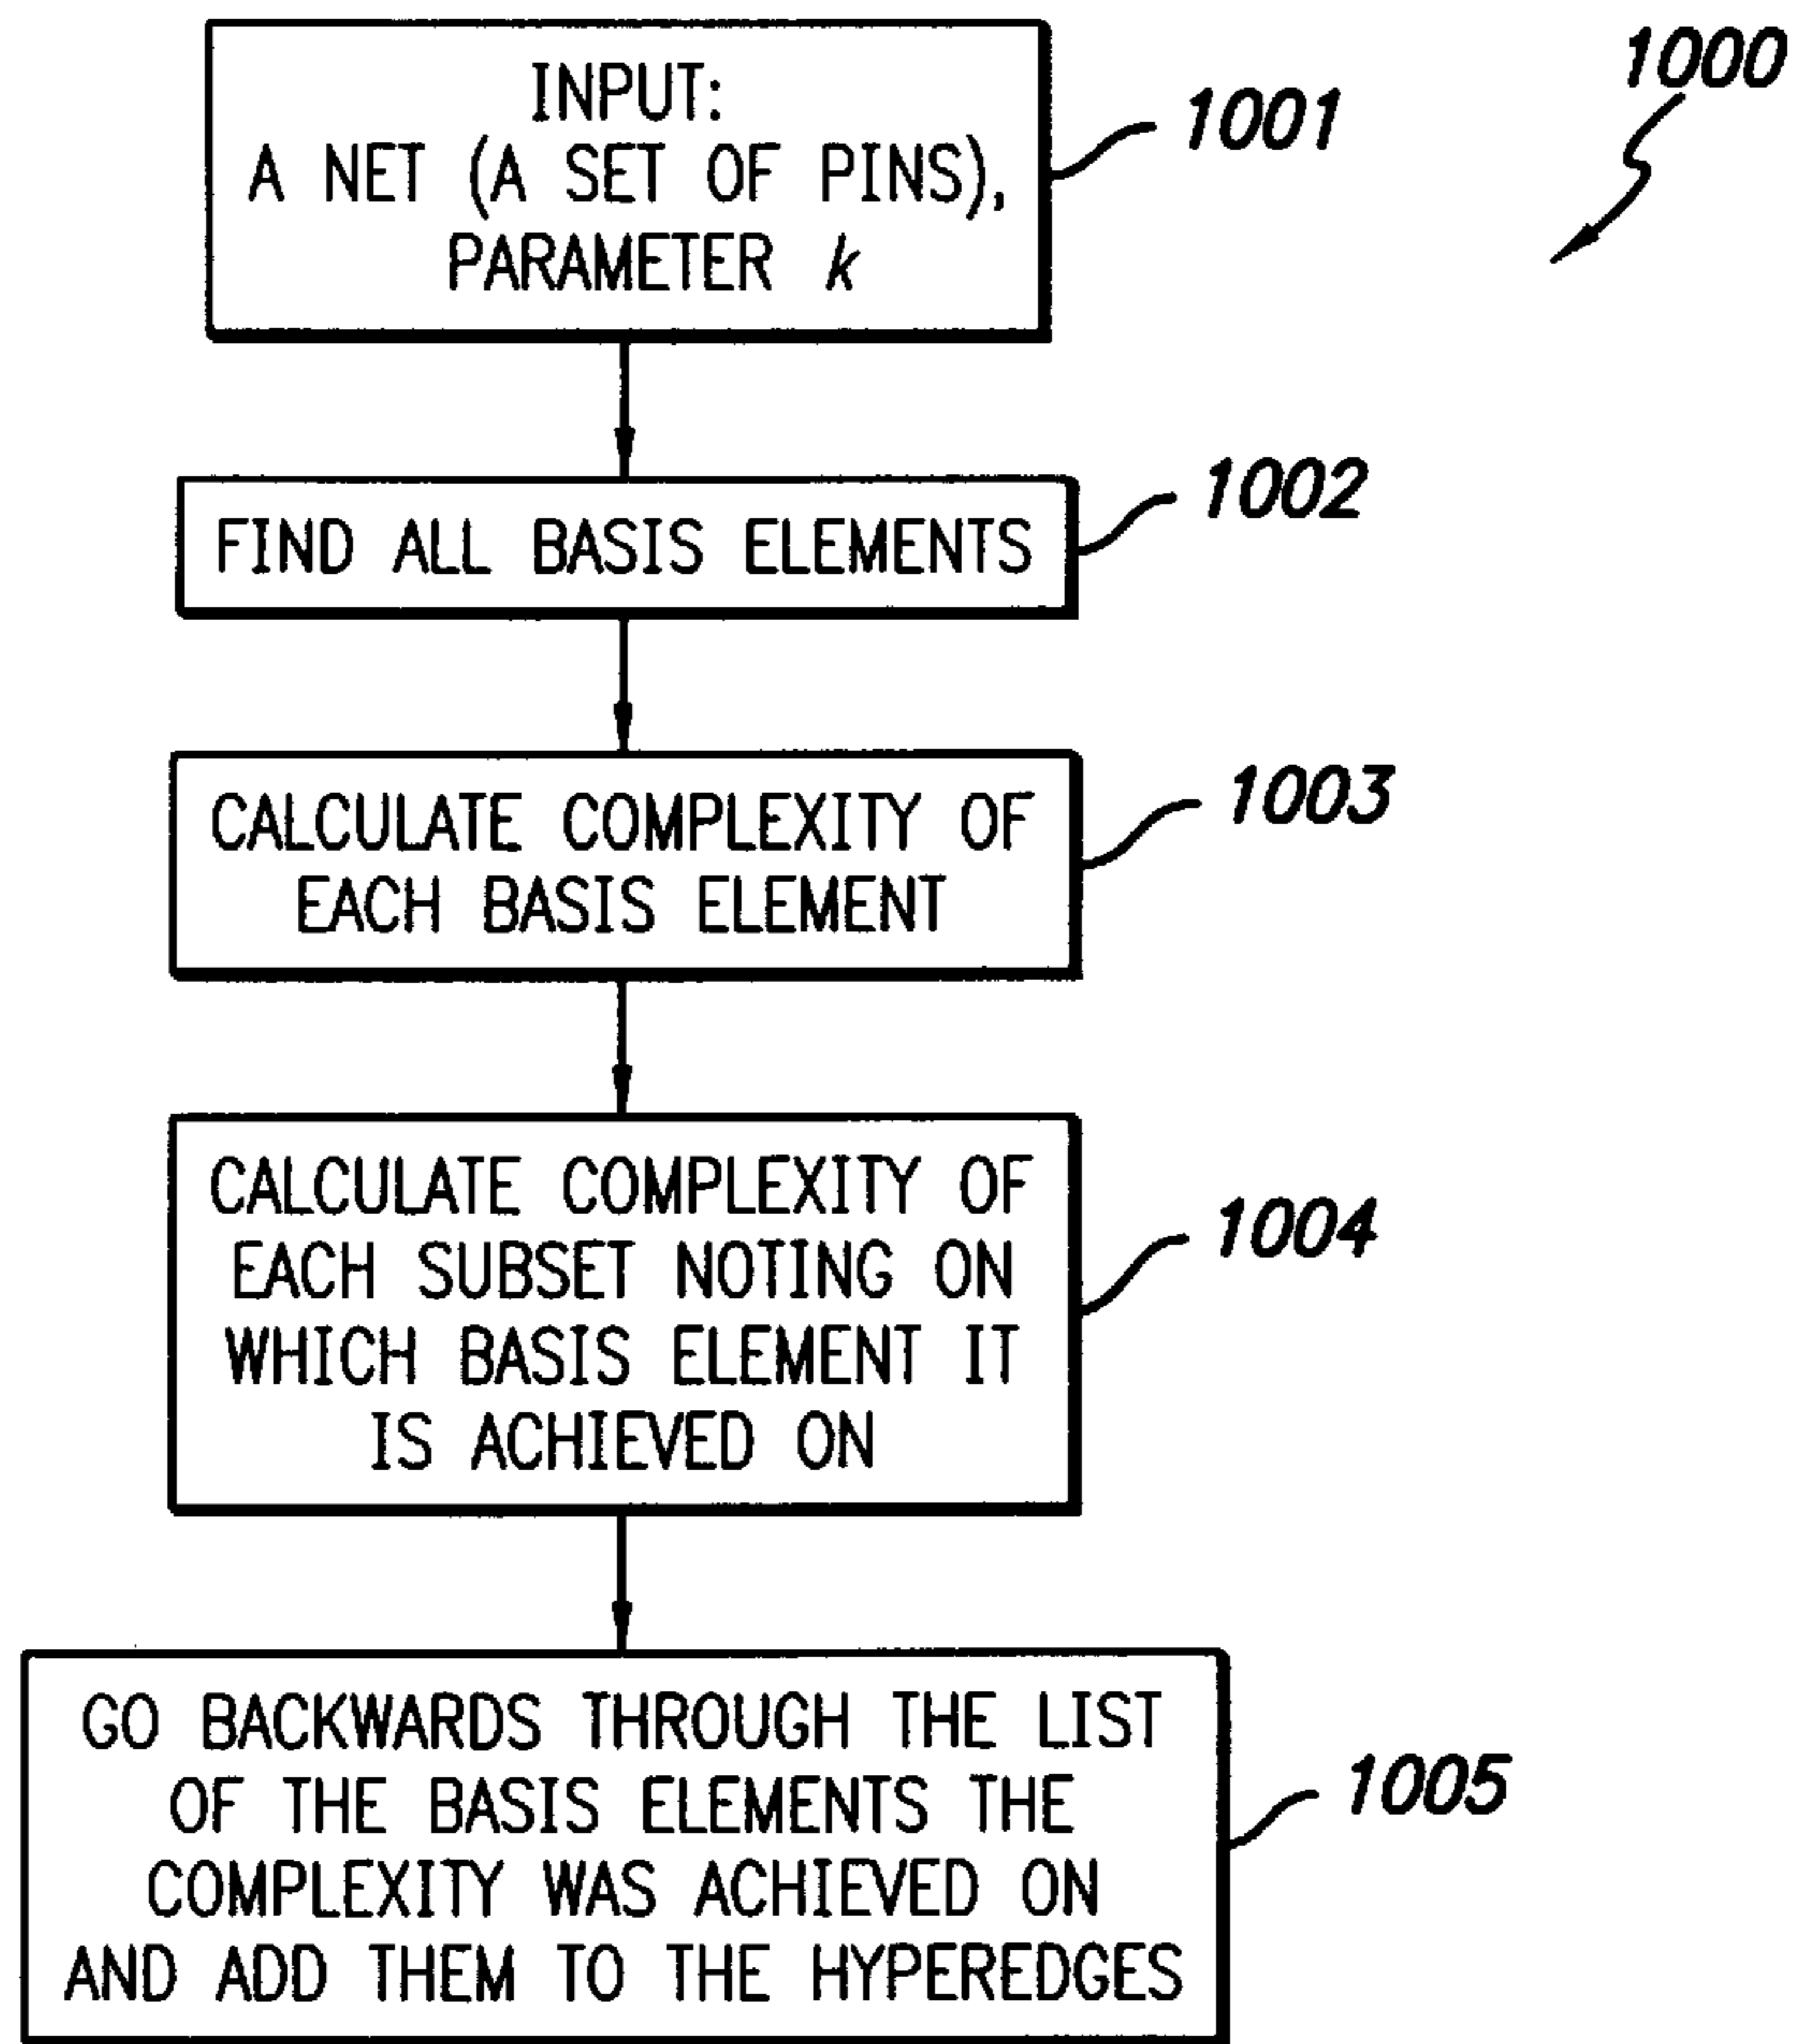 1000
INPUT:
A NET (A SET OF PINS),
PARAMETER k
1001
FIND ALL BASIS ELEMENTS
1002
CALCULATE COMPLEXITY OF
EACH BASIS ELEMENT
1003
CALCULATE COMPLEXITY OF
EACH SUBSET NOTING ON
WHICH BASIS ELEMENT IT
IS ACHIEVED ON
1004
GO BACKWARDS THROUGH THE LIST
OF THE BASIS ELEMENTS THE
COMPLEXITY WAS ACHIEVED ON
AND ADD THEM TO THE HYPEREDGES
1005